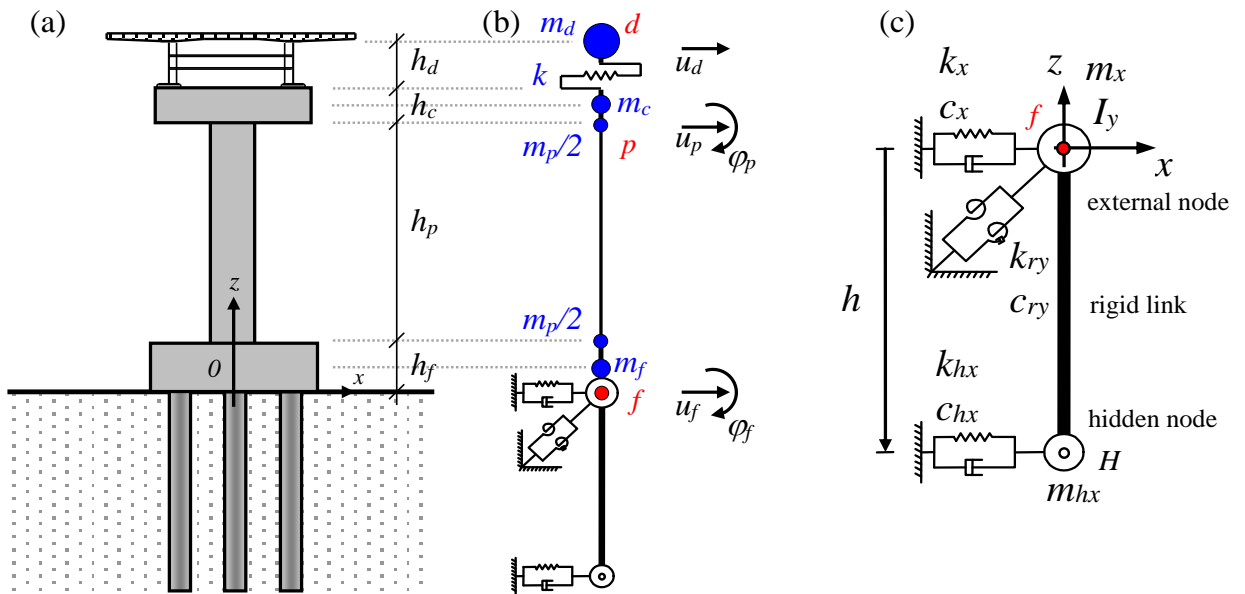 (a)
h_d
h_c
h_p
h_f
z
0
x
(b)
m_d
d
u_d
k
m_c
u_p
m_p/2
p
φ_p
m_p/2
m_f
f
u_f
φ_f
(c)
k_x
z
m_x
c_x
f
I_y
x
external node
k_ry
h
c_ry
rigid link
k_hx
c_hx
hidden node
H
m_hx